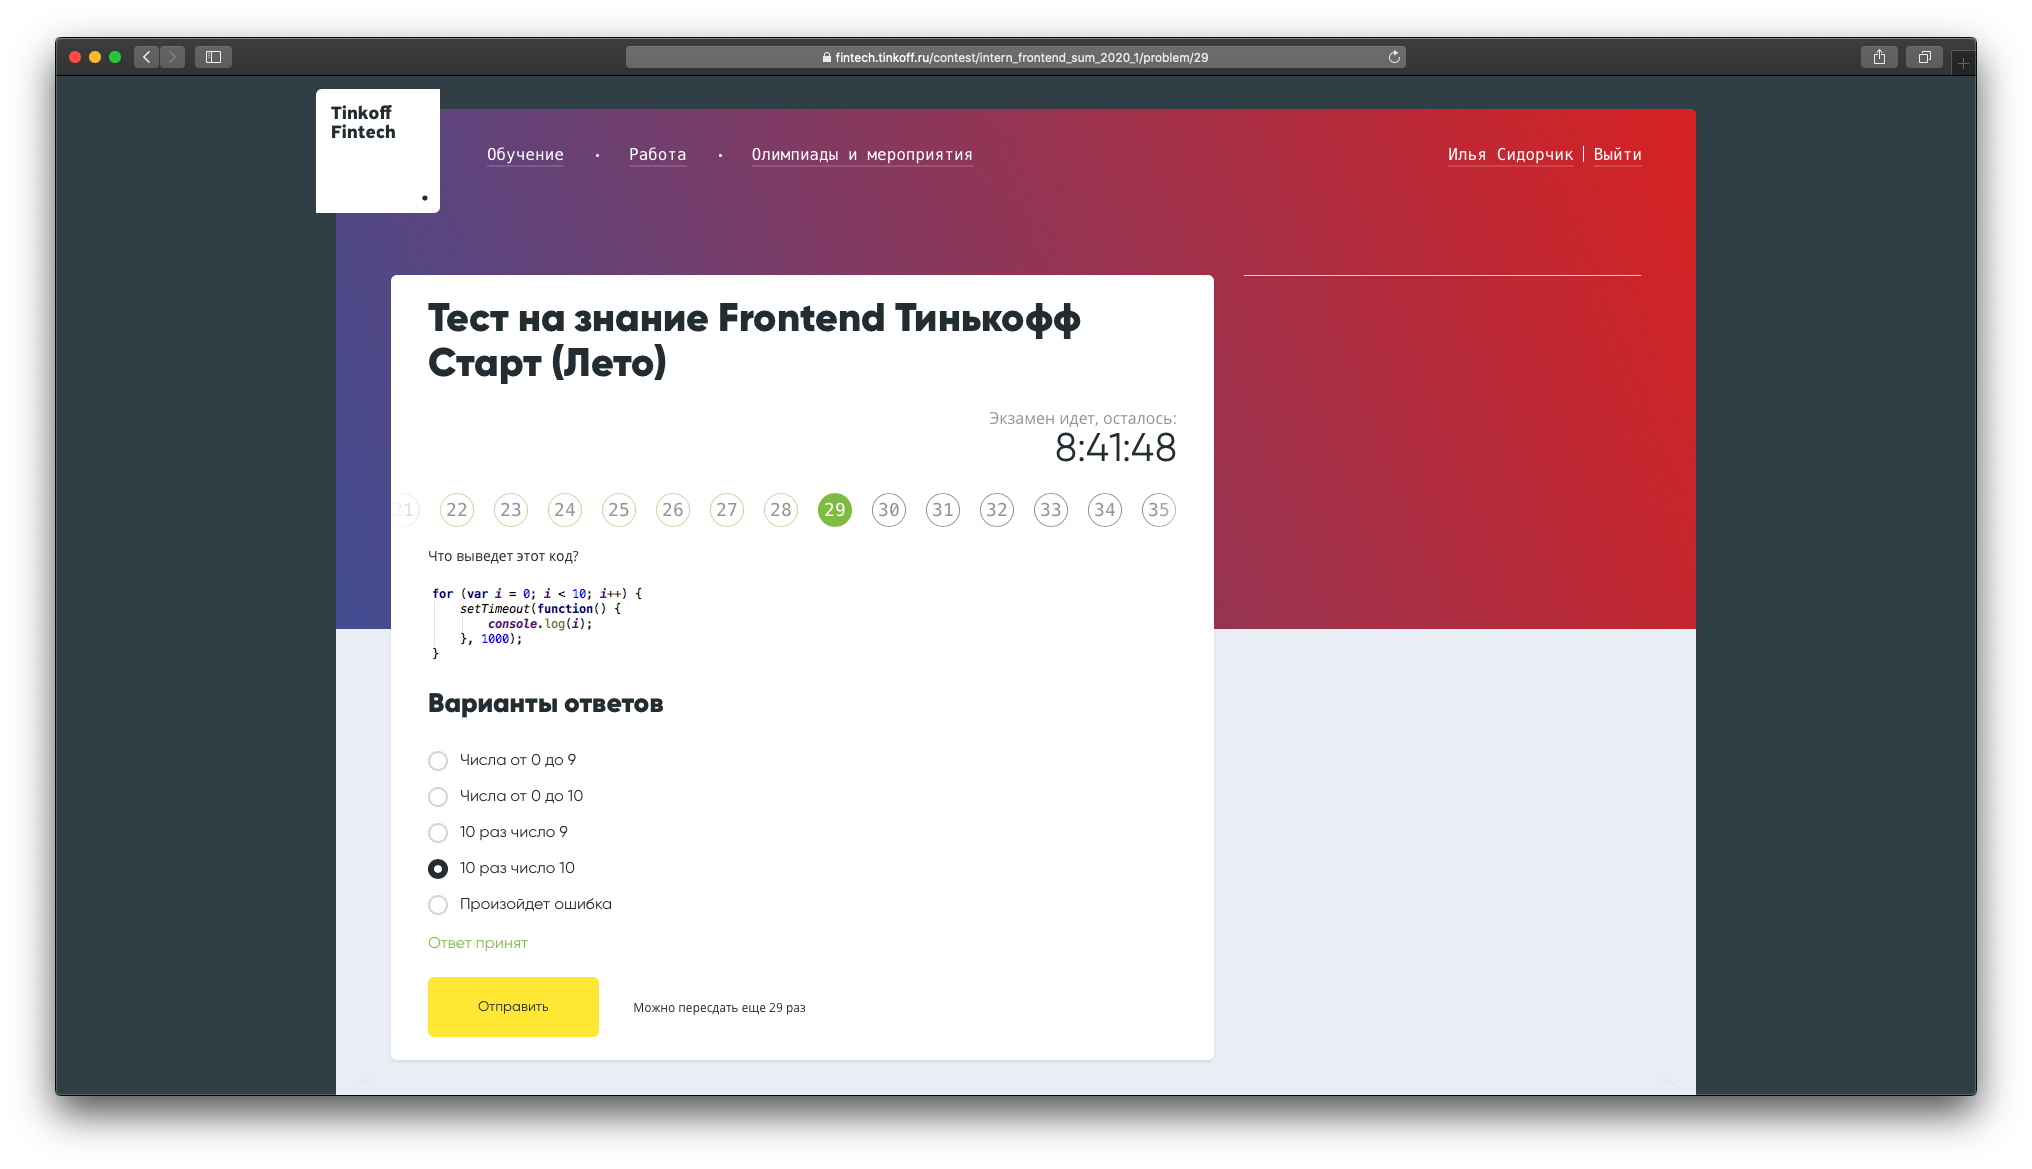 fintech.tinkoff.ru/contest/intern_frontend_sum_2020_1/problem/29
Tinkoff
Fintech
Обучение • Работа • Олимпиады и мероприятия
Илья Сидорчик | Выйти
Тест на знание Frontend Тинькофф
Старт (Лето)
Экзамен идет, осталось:
8:41:48
21 22 23 24 25 26 27 28 29 30 31 32 33 34 35
Что выведет этот код?
for (var i = 0; i < 10; i++) {
    setTimeout(function() {
        console.log(i);
    }, 1000);
}
Варианты ответов
Числа от 0 до 9
Числа от 0 до 10
10 раз число 9
10 раз число 10
Произойдет ошибка
Ответ принят
Отправить
Можно пересдать еще 29 раз